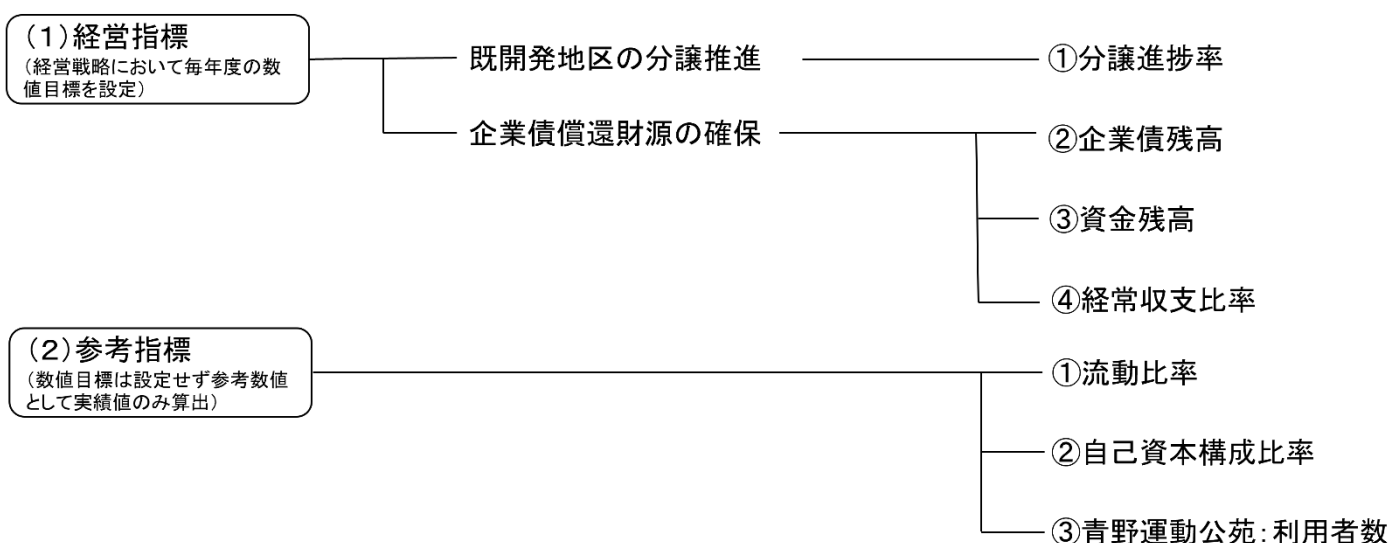 (1)経営指標
(経営戦略において毎年度の数
値目標を設定)
既開発地区の分譲推進
①分譲進捗率
企業債償還財源の確保
②企業債残高
③資金残高
④経常収支比率
(2)参考指標
(数値目標は設定せず参考数値
として実績値のみ算出)
①流動比率
②自己資本構成比率
③青野運動公苑:利用者数